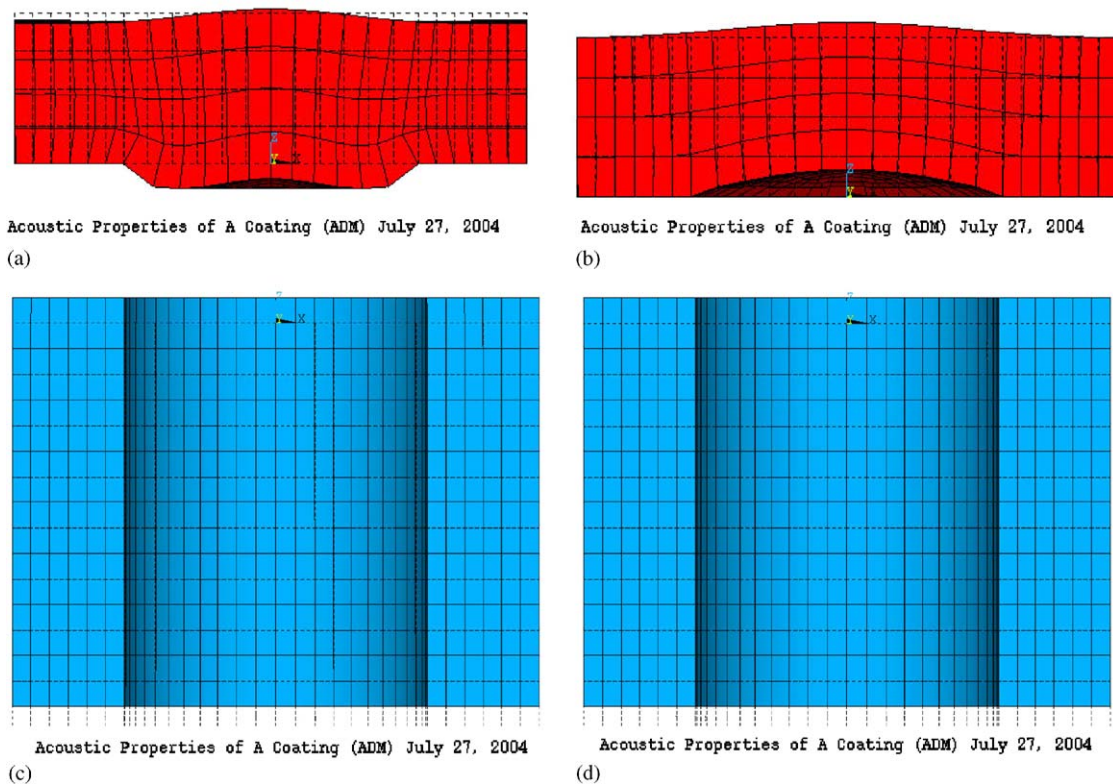 Z
Y X
Acoustic Properties of A Coating (ADM) July 27, 2004
(a)
Z
Y
Acoustic Properties of A Coating (ADM) July 27, 2004
(b)
Z
Y X
Acoustic Properties of A Coating (ADM) July 27, 2004
(c)
Z
Y X
Acoustic Properties of A Coating (ADM) July 27, 2004
(d)